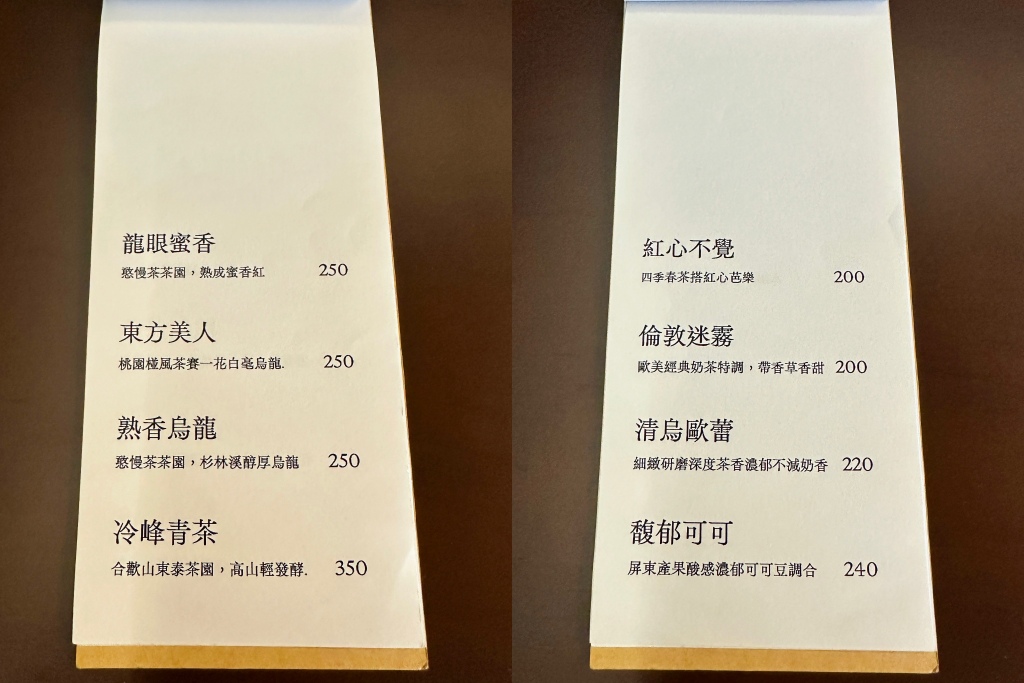 龍眼蜜香
憨慢茶茶園，熟成蜜香紅 250
東方美人
桃園椪風茶賽一花白毫烏龍. 250
熟香烏龍
憨慢茶茶園，杉林溪醇厚烏龍 250
冷峰青茶
合歡山東泰茶園，高山輕發酵. 350
紅心不覺
四季春茶搭紅心芭樂 200
倫敦迷霧
歐美經典奶茶特調，帶香草香甜 200
清烏歐蕾
細緻研磨深度茶香濃郁不減奶香 220
馥郁可可
屏東產果酸感濃郁可可豆調合 240